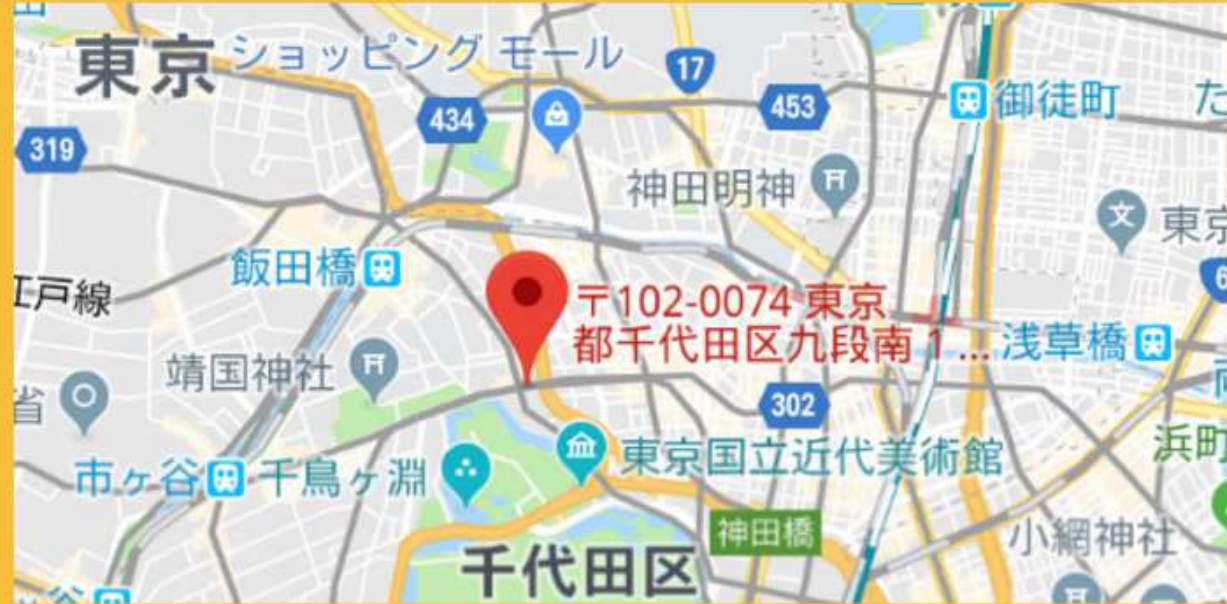 東京
ショッピング モール
17
434
453
御徒町
319
神田明神
文
飯田橋
江戸線
〒102-0074 東京
都千代田区九段南 1 ...
浅草橋
靖国神社
302
東京国立近代美術館
市ヶ谷
千鳥ヶ淵
浜町
神田橋
小網神社
千代田区